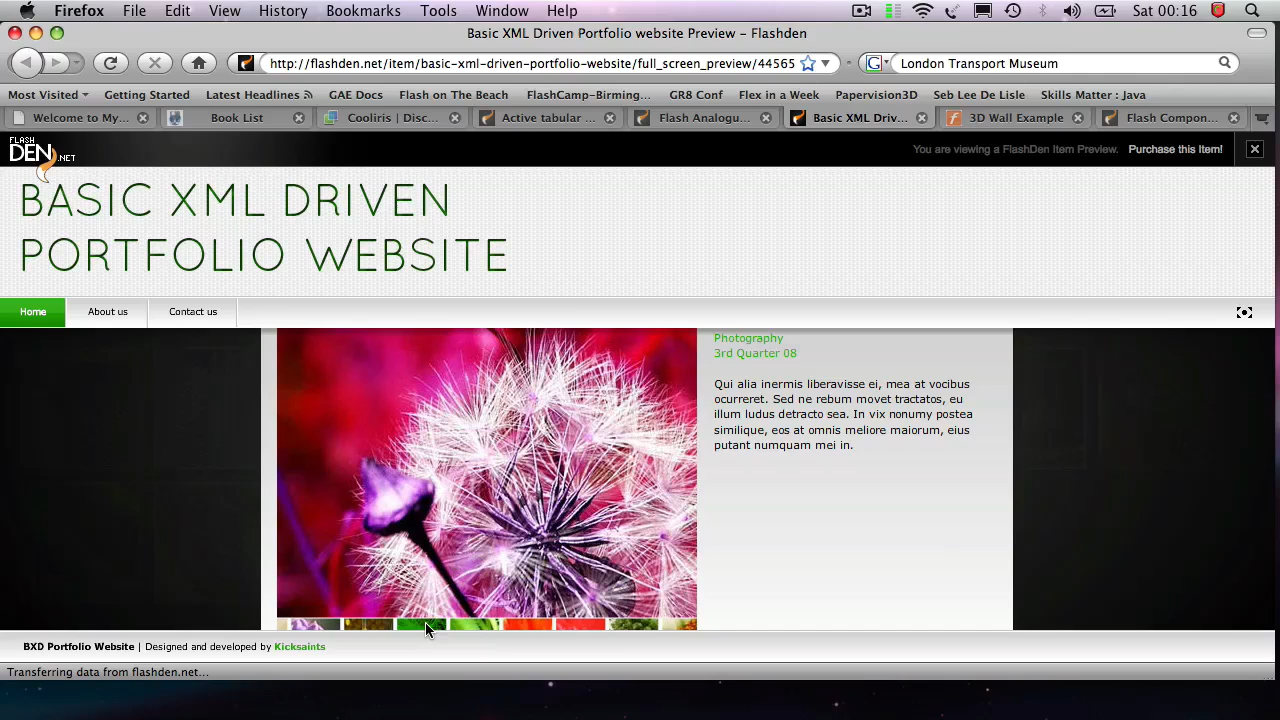 Firefox File Edit View History Bookmarks Tools Window Help Sat 00:16
Basic XML Driven Portfolio website Preview – Flashden
http://flashden.net/item/basic-xml-driven-portfolio-website/full_screen_preview/44565 London Transport Museum
Most Visited Getting Started Latest Headlines GAE Docs Flash on The Beach FlashCamp-Birming... GR8 Conf Flex in a Week Papervision3D Seb Lee De Lisle Skills Matter : Java
Welcome to My... Book List Cooliris | Disc... Active tabular ... Flash Analogu... Basic XML Driv... 3D Wall Example Flash Compon...
FLASH
DEN.NET
You are viewing a FlashDen Item Preview. Purchase this Item!
BASIC XML DRIVEN
PORTFOLIO WEBSITE
Home About us Contact us
Photography
3rd Quarter 08
Qui alia inermis liberavisse ei, mea at vocibus
ocurreret. Sed ne rebum movet tractatos, eu
illum ludus detracto sea. In vix nonumy postea
similique, eos at omnis meliore maiorum, eius
putant numquam mei in.
BXD Portfolio Website | Designed and developed by Kicksaints
Transferring data from flashden.net...